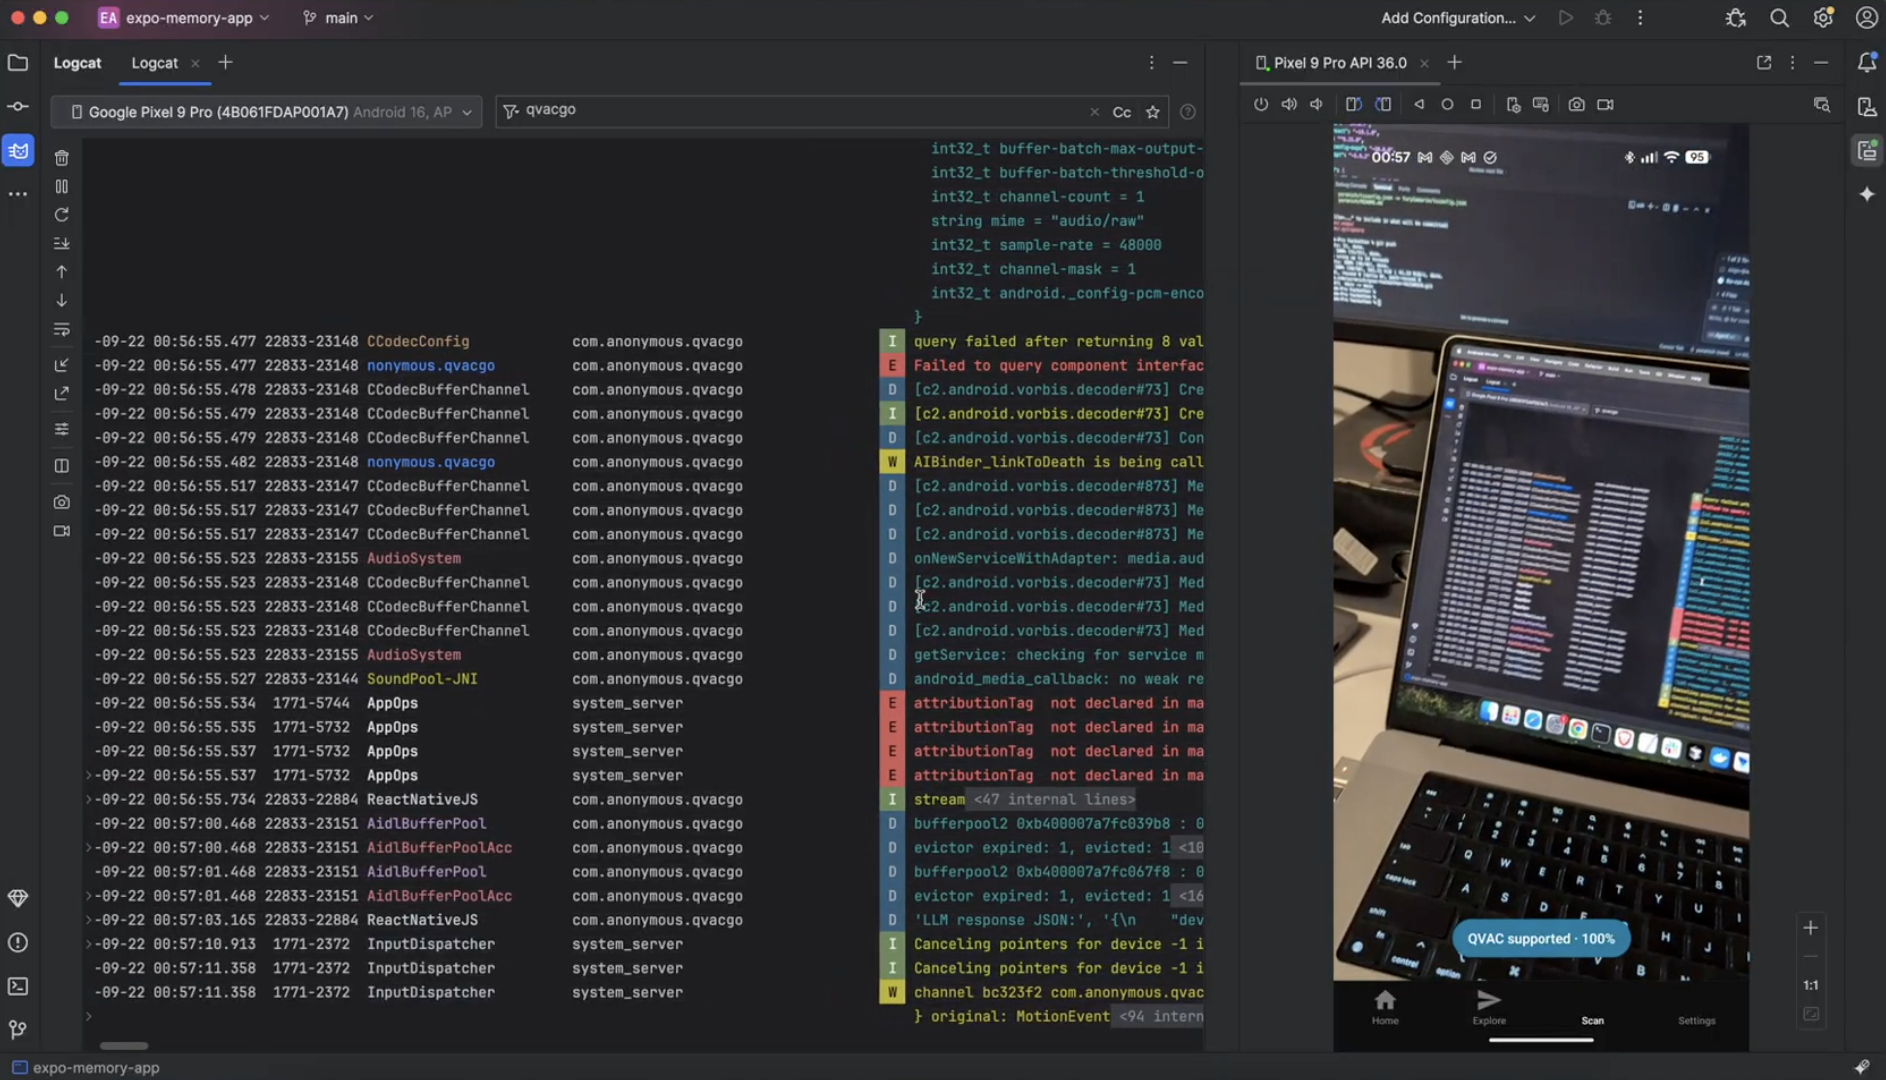 EA expo-memory-app
main
Add Configuration...
Logcat
Logcat
Google Pixel 9 Pro (4B061FDAP001A7) Android 16, AP
qvacgo
Cc
int32_t buffer-batch-max-output-
int32_t buffer-batch-threshold-o
int32_t channel-count = 1
string mime = "audio/raw"
int32_t sample-rate = 48000
int32_t channel-mask = 1
int32_t android._config-pcm-enco
}
-09-22 00:56:55.477 22833-23148 CCodecConfig com.anonymous.qvacgo I query failed after returning 8 val
-09-22 00:56:55.477 22833-23148 nonymous.qvacgo com.anonymous.qvacgo E Failed to query component interfac
-09-22 00:56:55.478 22833-23148 CCodecBufferChannel com.anonymous.qvacgo D [c2.android.vorbis.decoder#73] Cre
-09-22 00:56:55.479 22833-23148 CCodecBufferChannel com.anonymous.qvacgo I [c2.android.vorbis.decoder#73] Cre
-09-22 00:56:55.479 22833-23148 CCodecBufferChannel com.anonymous.qvacgo D [c2.android.vorbis.decoder#73] Con
-09-22 00:56:55.482 22833-23148 nonymous.qvacgo com.anonymous.qvacgo W AIBinder_linkToDeath is being call
-09-22 00:56:55.517 22833-23147 CCodecBufferChannel com.anonymous.qvacgo D [c2.android.vorbis.decoder#873] Me
-09-22 00:56:55.517 22833-23147 CCodecBufferChannel com.anonymous.qvacgo D [c2.android.vorbis.decoder#873] Me
-09-22 00:56:55.517 22833-23147 CCodecBufferChannel com.anonymous.qvacgo D [c2.android.vorbis.decoder#873] Me
-09-22 00:56:55.523 22833-23155 AudioSystem com.anonymous.qvacgo D onNewServiceWithAdapter: media.aud
-09-22 00:56:55.523 22833-23148 CCodecBufferChannel com.anonymous.qvacgo D [c2.android.vorbis.decoder#73] Med
-09-22 00:56:55.523 22833-23148 CCodecBufferChannel com.anonymous.qvacgo D [c2.android.vorbis.decoder#73] Med
-09-22 00:56:55.523 22833-23148 CCodecBufferChannel com.anonymous.qvacgo D [c2.android.vorbis.decoder#73] Med
-09-22 00:56:55.523 22833-23155 AudioSystem com.anonymous.qvacgo D getService: checking for service m
-09-22 00:56:55.527 22833-23144 SoundPool-JNI com.anonymous.qvacgo D android_media_callback: no weak re
-09-22 00:56:55.534 1771-5744 AppOps system_server E attributionTag not declared in ma
-09-22 00:56:55.535 1771-5732 AppOps system_server E attributionTag not declared in ma
-09-22 00:56:55.537 1771-5732 AppOps system_server E attributionTag not declared in ma
-09-22 00:56:55.537 1771-5732 AppOps system_server E attributionTag not declared in ma
-09-22 00:56:55.734 22833-22884 ReactNativeJS com.anonymous.qvacgo I stream <47 internal lines>
-09-22 00:57:00.468 22833-23151 AidlBufferPool com.anonymous.qvacgo D bufferpool2 0xb400007a7fc039b8 : 0
-09-22 00:57:00.468 22833-23151 AidlBufferPoolAcc com.anonymous.qvacgo D evictor expired: 1, evicted: 1 <10
-09-22 00:57:01.468 22833-23151 AidlBufferPool com.anonymous.qvacgo D bufferpool2 0xb400007a7fc067f8 : 0
-09-22 00:57:01.468 22833-23151 AidlBufferPoolAcc com.anonymous.qvacgo D evictor expired: 1, evicted: 1 <16
-09-22 00:57:03.165 22833-22884 ReactNativeJS com.anonymous.qvacgo D 'LLM response JSON:', '{\n "dev
-09-22 00:57:10.913 1771-2372 InputDispatcher system_server I Canceling pointers for device -1 i
-09-22 00:57:11.358 1771-2372 InputDispatcher system_server I Canceling pointers for device -1 i
-09-22 00:57:11.358 1771-2372 InputDispatcher system_server W channel bc323f2 com.anonymous.qvac
} original: MotionEvent <94 intern
expo-memory-app
Pixel 9 Pro API 36.0
00:57
95
QVAC supported · 100%
Home
Explore
Scan
Settings
1:1